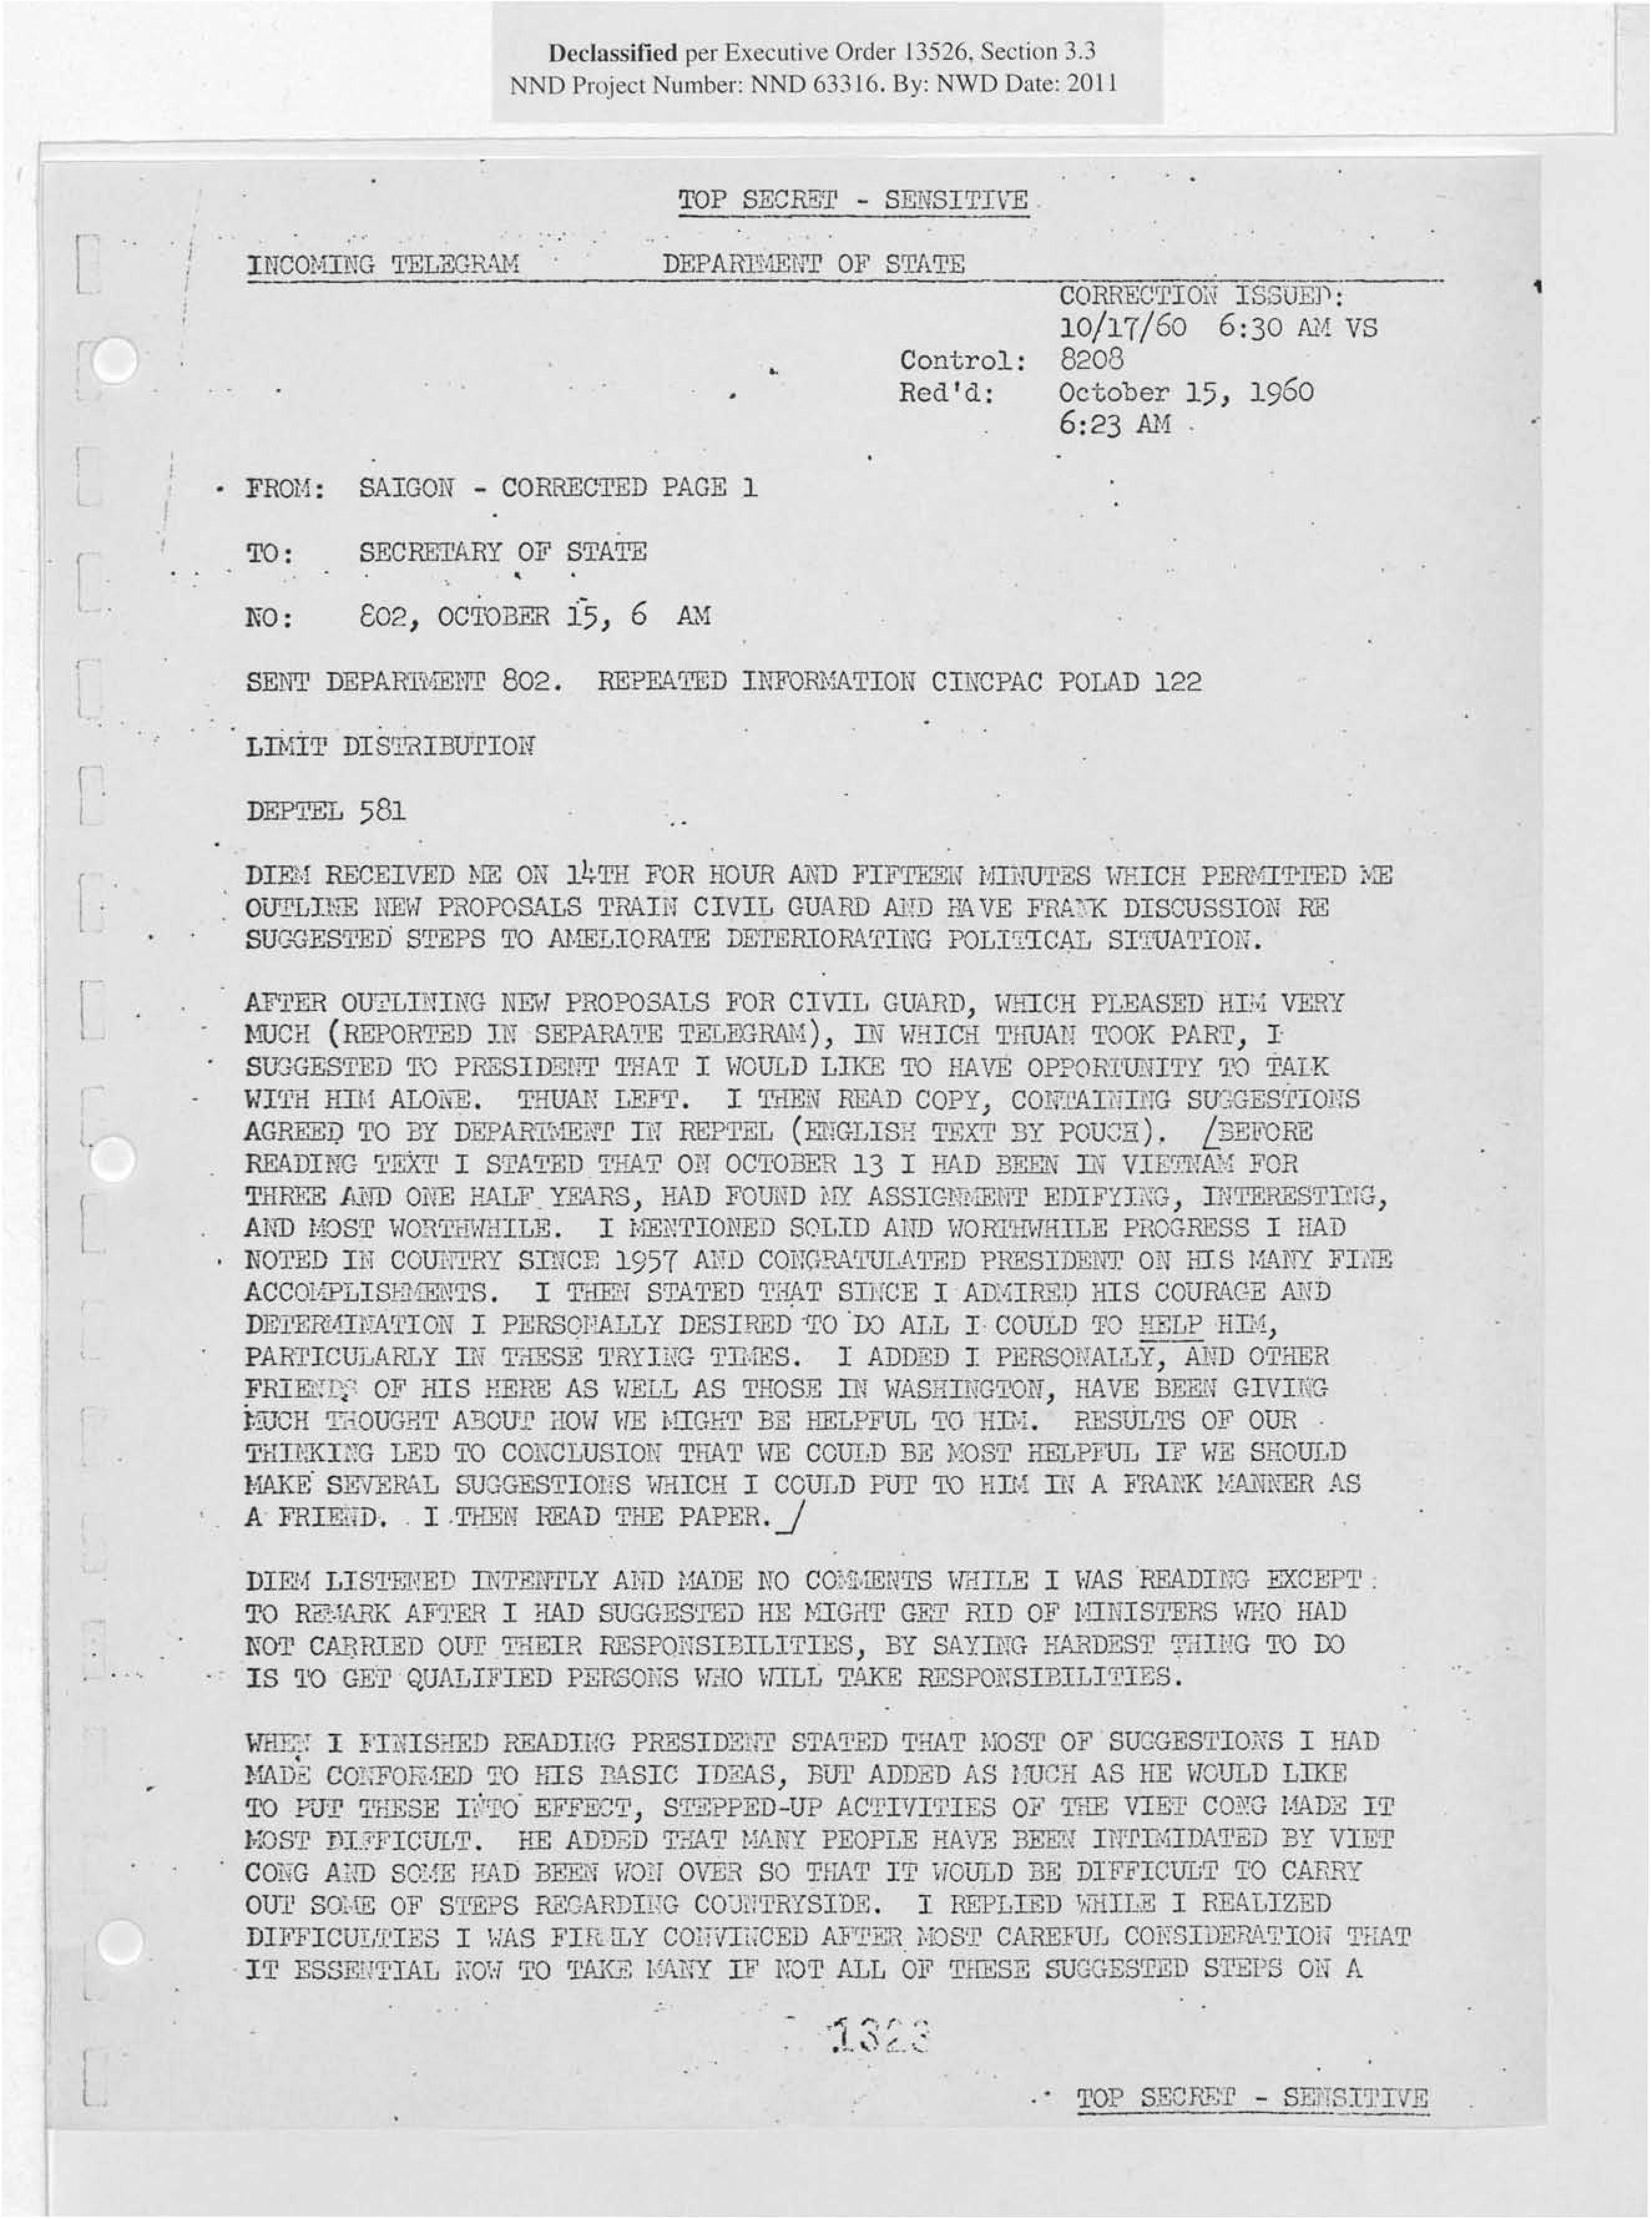 Declassified per Executive Order 13526, Section 3.3
NND Project Number: NND 63316. By: NWD Date: 2011
TOP SECRET - SENSITIVE
INCOMING TELEGRAM DEPARTMENT OF STATE
CORRECTION ISSUED:
10/17/60 6:30 AM VS
Control: 8208
Red'd: October 15, 1960
6:23 AM
FROM: SAIGON - CORRECTED PAGE 1
TO: SECRETARY OF STATE
NO: 802, OCTOBER 15, 6 AM
SENT DEPARTMENT 802. REPEATED INFORMATION CINCPAC POLAD 122
LIMIT DISTRIBUTION
DEPTEL 581
DIEM RECEIVED ME ON 14TH FOR HOUR AND FIFTEEN MINUTES WHICH PERMITTED ME
OUTLINE NEW PROPOSALS TRAIN CIVIL GUARD AND HAVE FRANK DISCUSSION RE
SUGGESTED STEPS TO AMELIORATE DETERIORATING POLITICAL SITUATION.
AFTER OUTLINING NEW PROPOSALS FOR CIVIL GUARD, WHICH PLEASED HIM VERY
MUCH (REPORTED IN SEPARATE TELEGRAM), IN WHICH THUAN TOOK PART, I
SUGGESTED TO PRESIDENT THAT I WOULD LIKE TO HAVE OPPORTUNITY TO TALK
WITH HIM ALONE. THUAN LEFT. I THEN READ COPY, CONTAINING SUGGESTIONS
AGREED TO BY DEPARTMENT IN REPTEL (ENGLISH TEXT BY POUCH). /BEFORE
READING TEXT I STATED THAT ON OCTOBER 13 I HAD BEEN IN VIETNAM FOR
THREE AND ONE HALF YEARS, HAD FOUND MY ASSIGNMENT EDIFYING, INTERESTING,
AND MOST WORTHWHILE. I MENTIONED SOLID AND WORTHWHILE PROGRESS I HAD
NOTED IN COUNTRY SINCE 1957 AND CONGRATULATED PRESIDENT ON HIS MANY FINE
ACCOMPLISHMENTS. I THEN STATED THAT SINCE I ADMIRED HIS COURAGE AND
DETERMINATION I PERSONALLY DESIRED TO DO ALL I COULD TO HELP HIM,
PARTICULARLY IN THESE TRYING TIMES. I ADDED I PERSONALLY, AND OTHER
FRIENDS OF HIS HERE AS WELL AS THOSE IN WASHINGTON, HAVE BEEN GIVING
MUCH THOUGHT ABOUT HOW WE MIGHT BE HELPFUL TO HIM. RESULTS OF OUR
THINKING LED TO CONCLUSION THAT WE COULD BE MOST HELPFUL IF WE SHOULD
MAKE SEVERAL SUGGESTIONS WHICH I COULD PUT TO HIM IN A FRANK MANNER AS
A FRIEND. I THEN READ THE PAPER./
DIEM LISTENED INTENTLY AND MADE NO COMMENTS WHILE I WAS READING EXCEPT
TO REMARK AFTER I HAD SUGGESTED HE MIGHT GET RID OF MINISTERS WHO HAD
NOT CARRIED OUT THEIR RESPONSIBILITIES, BY SAYING HARDEST THING TO DO
IS TO GET QUALIFIED PERSONS WHO WILL TAKE RESPONSIBILITIES.
WHEN I FINISHED READING PRESIDENT STATED THAT MOST OF SUGGESTIONS I HAD
MADE CONFORMED TO HIS BASIC IDEAS, BUT ADDED AS MUCH AS HE WOULD LIKE
TO PUT THESE INTO EFFECT, STEPPED-UP ACTIVITIES OF THE VIET CONG MADE IT
MOST DIFFICULT. HE ADDED THAT MANY PEOPLE HAVE BEEN INTIMIDATED BY VIET
CONG AND SOME HAD BEEN WON OVER SO THAT IT WOULD BE DIFFICULT TO CARRY
OUT SOME OF STEPS REGARDING COUNTRYSIDE. I REPLIED WHILE I REALIZED
DIFFICULTIES I WAS FIRMLY CONVINCED AFTER MOST CAREFUL CONSIDERATION THAT
IT ESSENTIAL NOW TO TAKE MANY IF NOT ALL OF THESE SUGGESTED STEPS ON A
1323
TOP SECRET - SENSITIVE